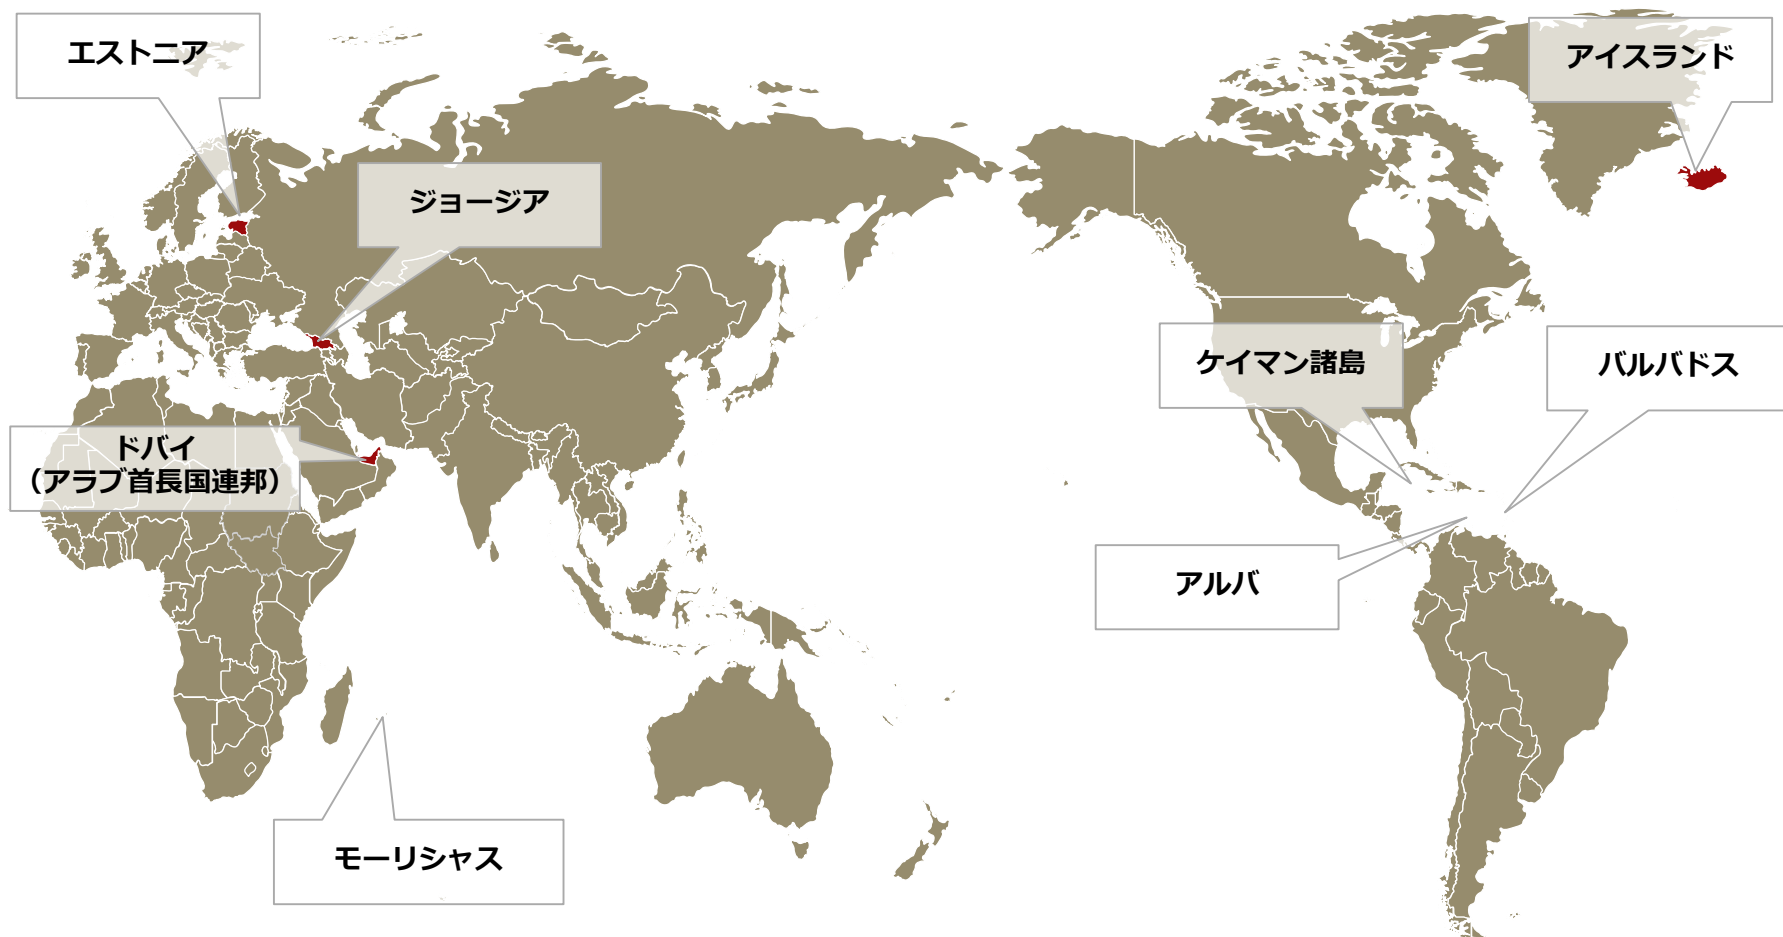 エストニア
アイスランド
ジョージア
ケイマン諸島
バルバドス
ドバイ
（アラブ首長国連邦）
アルバ
モーリシャス